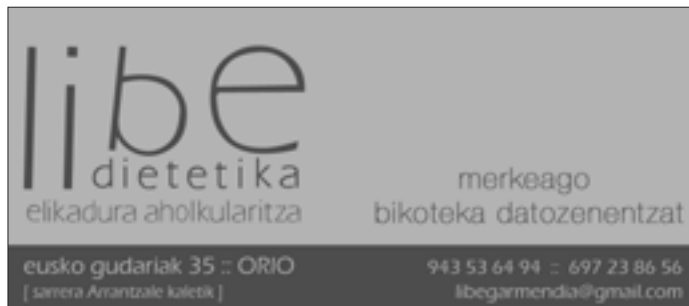 libe
dietetika
elikadura aholkularitza
merkeago
bikoteka datozenentzat
eusko gudariak 35 :: ORIO
[ sarrera Arrantzale kaletik ]
943 53 64 94 :: 697 23 86 56
libegarmendia@gmail.com